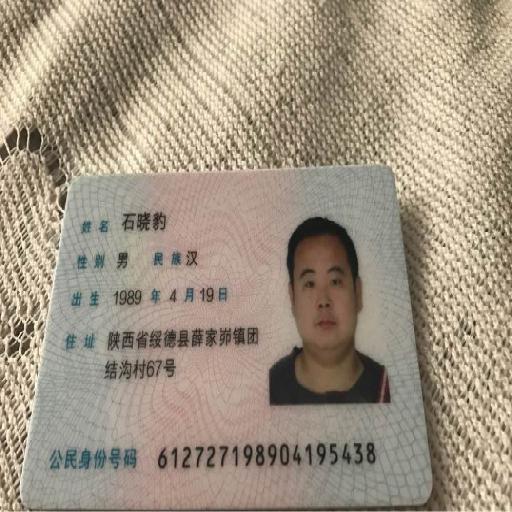 姓名 石晓豹
性别 男 民族 汉
出生 1989 年 4 月 19 日
住址 陕西省绥德县薛家峁镇团
结沟村67号
公民身份号码 612727198904195438